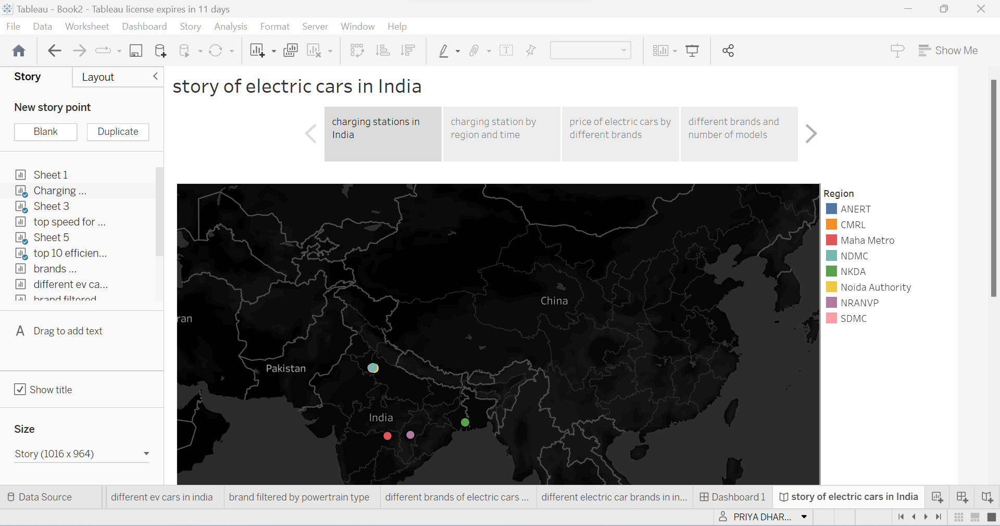 Tableau - Book2 - Tableau license expires in 11 days
File Data Worksheet Dashboard Story Analysis Format Server Window Help
Show Me
Story
Layout
New story point
Blank
Duplicate
Sheet 1
Charging ...
Sheet 3
top speed for ...
Sheet 5
top 10 efficien...
brands ...
different ev ca...
brand filtered
A Drag to add text
Show title
Size
Story (1016 x 964)
story of electric cars in India
charging stations in
India
charging station by
region and time
price of electric cars by
different brands
different brands and
number of models
ran
Pakistan
India
China
Region
ANERT
CMRL
Maha Metro
NDMC
NKDA
Noida Authority
NRANVP
SDMC
Data Source
different ev cars in india
brand filtered by powertrain type
different brands of electric cars ...
different electric car brands in in...
Dashboard 1
story of electric cars in India
PRIYA DHAR...